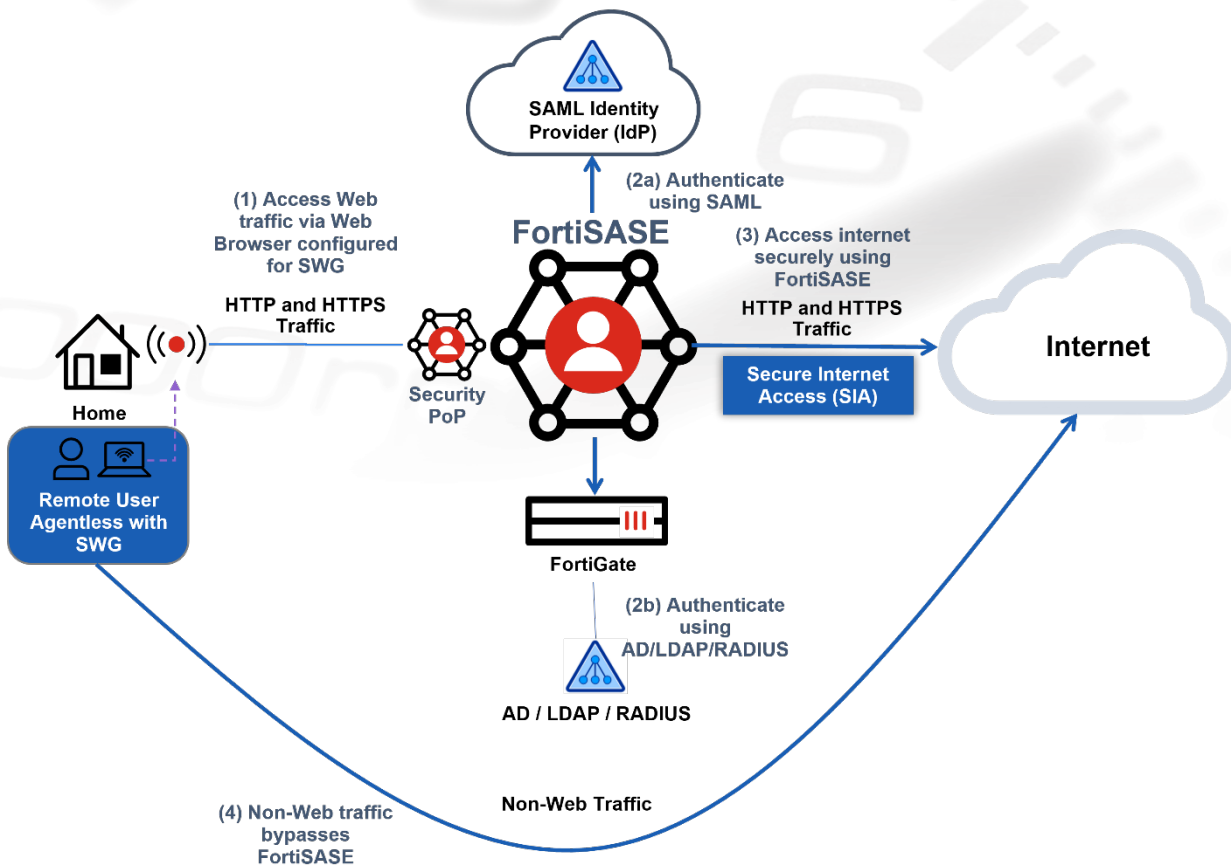 SAML Identity
Provider (IdP)
(1) Access Web
traffic via Web
Browser configured
for SWG
(2a) Authenticate
using SAML
FortiSASE
(3) Access internet
securely using
FortiSASE
HTTP and HTTPS
Traffic
HTTP and HTTPS
Traffic
Internet
Security
PoP
Secure Internet
Access (SIA)
Home
Remote User
Agentless with
SWG
FortiGate
(2b) Authenticate
using
AD/LDAP/RADIUS
AD / LDAP / RADIUS
Non-Web Traffic
(4) Non-Web traffic
bypasses
FortiSASE